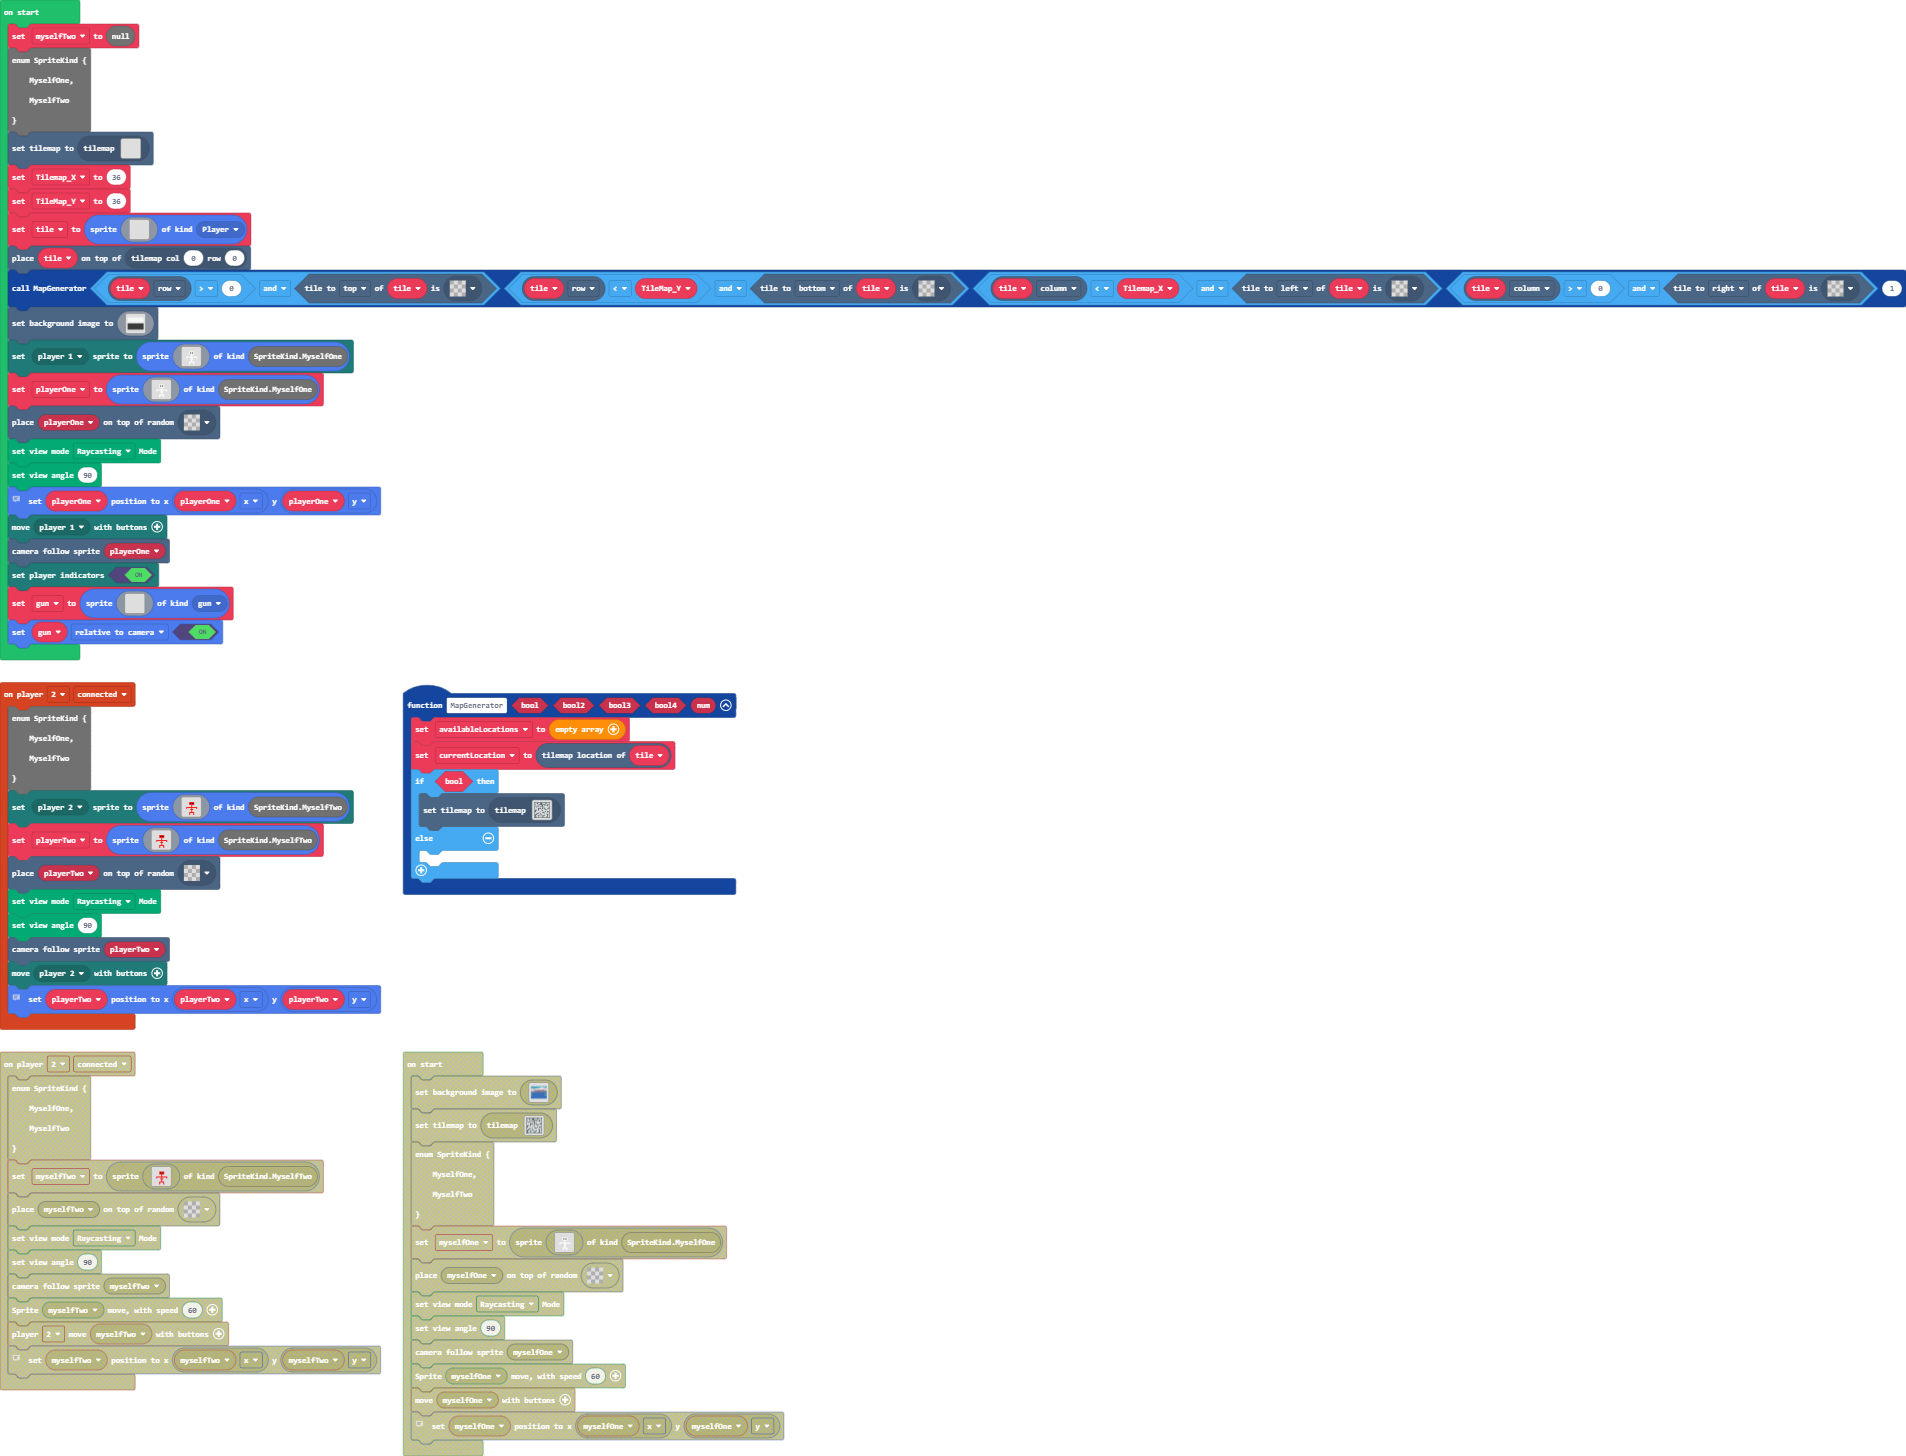 on start
set myselfTwo to null
enum SpriteKind {
MyselfOne,
MyselfTwo
}
set tilemap to tilemap
set Tilemap_X to 36
set TileMap_Y to 36
set tile to sprite of kind Player
place tile on top of tilemap col 0 row 0
call MapGenerator tile row > 0 and tile to top of tile is tile row < TileMap_Y and tile to bottom of tile is tile column < Tilemap_X and tile to left of tile is tile column > 0 and tile to right of tile is 1
set background image to
set player 1 sprite to sprite of kind SpriteKind.MyselfOne
set playerOne to sprite of kind SpriteKind.MyselfOne
place playerOne on top of random
set view mode Raycasting Mode
set view angle 90
set playerOne position to x playerOne x y playerOne y
move player 1 with buttons
camera follow sprite playerOne
set player indicators ON
set gun to sprite of kind gun
set gun relative to camera ON
on player 2 connected
enum SpriteKind {
MyselfOne,
MyselfTwo
}
set player 2 sprite to sprite of kind SpriteKind.MyselfTwo
set playerTwo to sprite of kind SpriteKind.MyselfTwo
place playerTwo on top of random
set view mode Raycasting Mode
set view angle 90
camera follow sprite playerTwo
move player 2 with buttons
set playerTwo position to x playerTwo x y playerTwo y
function MapGenerator bool bool2 bool3 bool4 num
set availableLocations to empty array
set currentLocation to tilemap location of tile
if bool then
set tilemap to tilemap
else
on player 2 connected
enum SpriteKind {
MyselfOne,
MyselfTwo
}
set myselfTwo to sprite of kind SpriteKind.MyselfTwo
place myselfTwo on top of random
set view mode Raycasting Mode
set view angle 90
camera follow sprite myselfTwo
Sprite myselfTwo move, with speed 60
player 2 move myselfTwo with buttons
set myselfTwo position to x myselfTwo x y myselfTwo y
on start
set background image to
set tilemap to tilemap
enum SpriteKind {
MyselfOne,
MyselfTwo
}
set myselfOne to sprite of kind SpriteKind.MyselfOne
place myselfOne on top of random
set view mode Raycasting Mode
set view angle 90
camera follow sprite myselfOne
Sprite myselfOne move, with speed 60
move myselfOne with buttons
set myselfOne position to x myselfOne x y myselfOne y